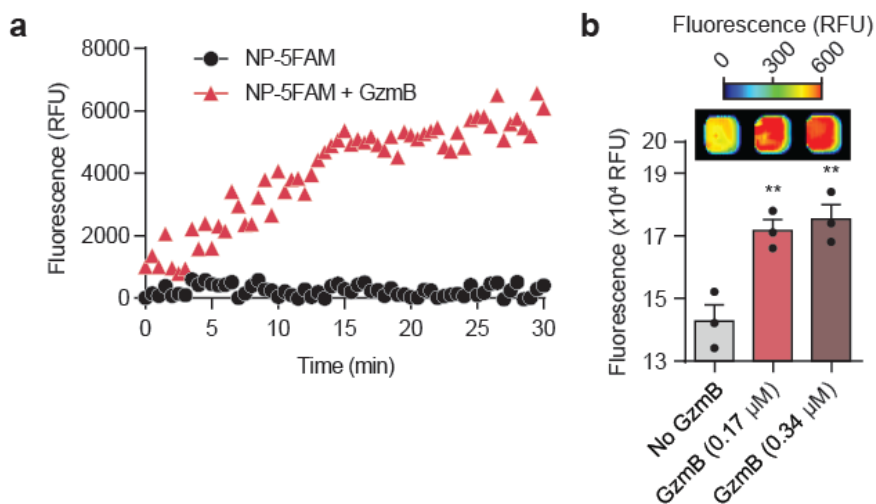 a
Fluorescence (RFU)
8000
6000
4000
2000
0
NP-5FAM
NP-5FAM + GzmB
0 5 10 15 20 25 30
Time (min)
b
Fluorescence (RFU)
0 300 600
Fluorescence (x10⁴ RFU)
20
19
17
15
13
** **
No GzmB
GzmB (0.17 µM)
GzmB (0.34 µM)